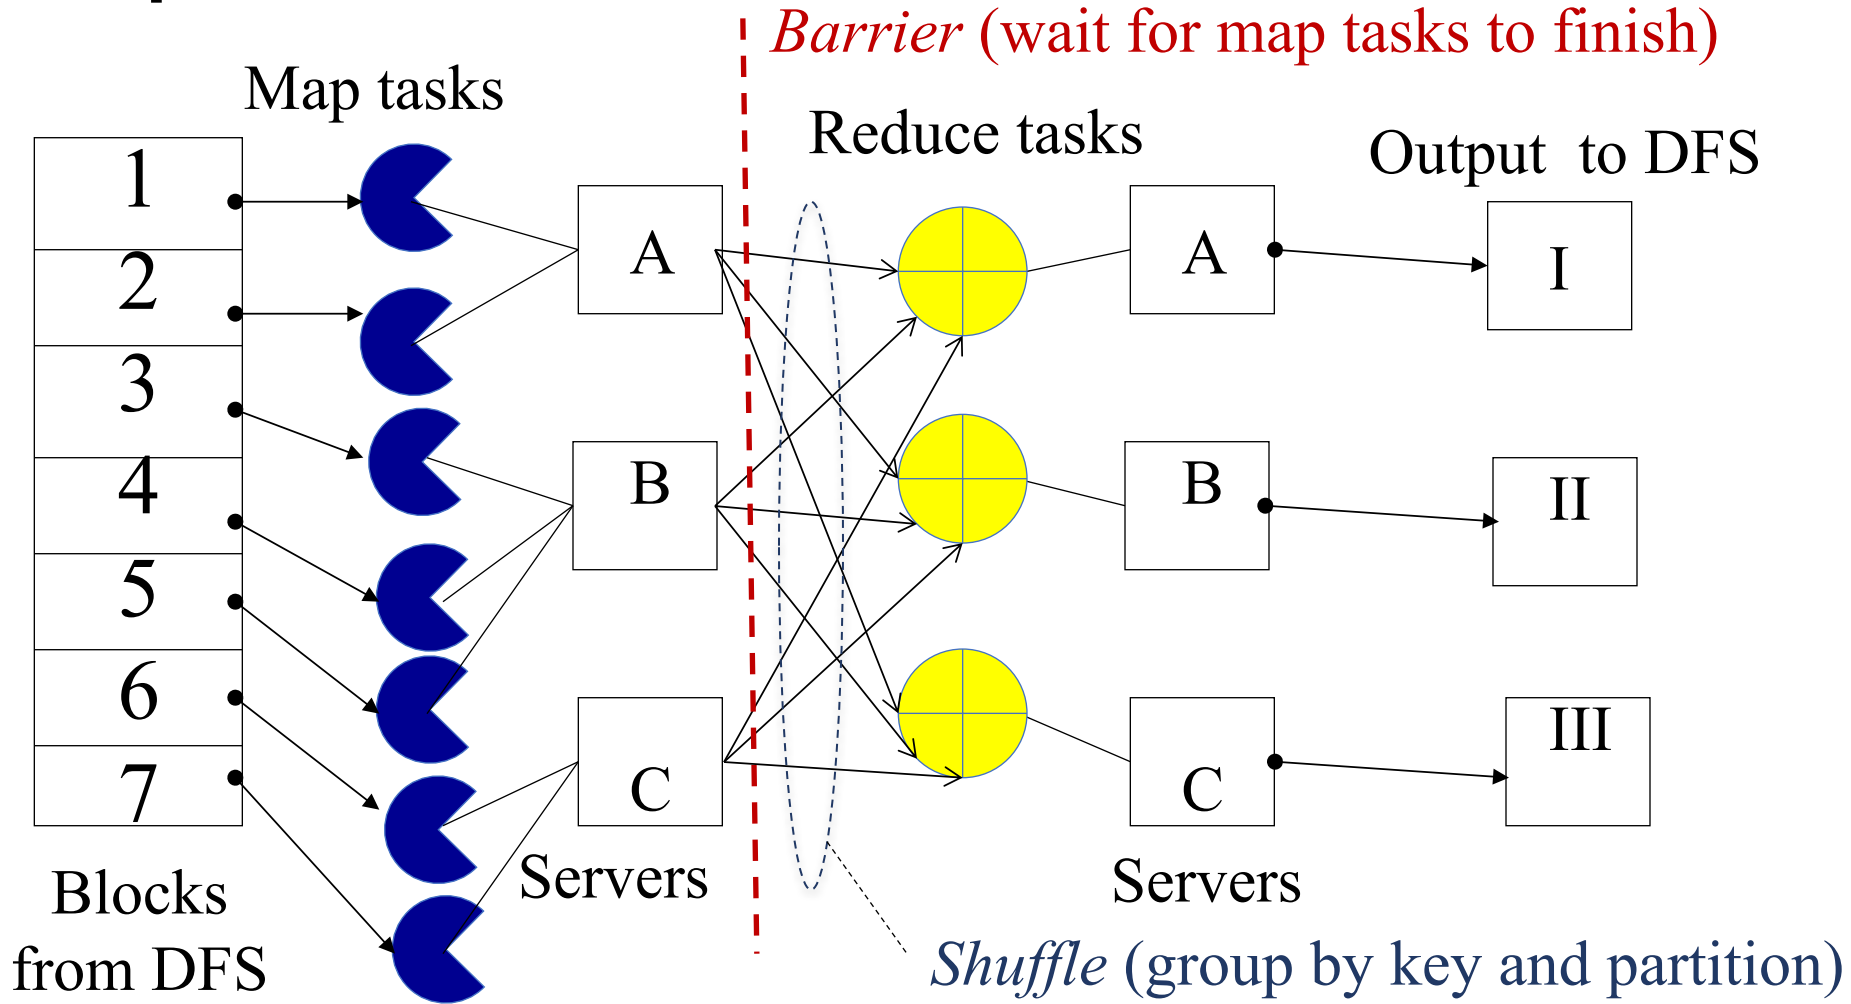 Barrier (wait for map tasks to finish)
Map tasks
Reduce tasks
Output to DFS
1
2
3
4
5
6
7
A
B
C
A
B
C
I
II
III
Servers
Servers
Blocks
from DFS
Shuffle (group by key and partition)